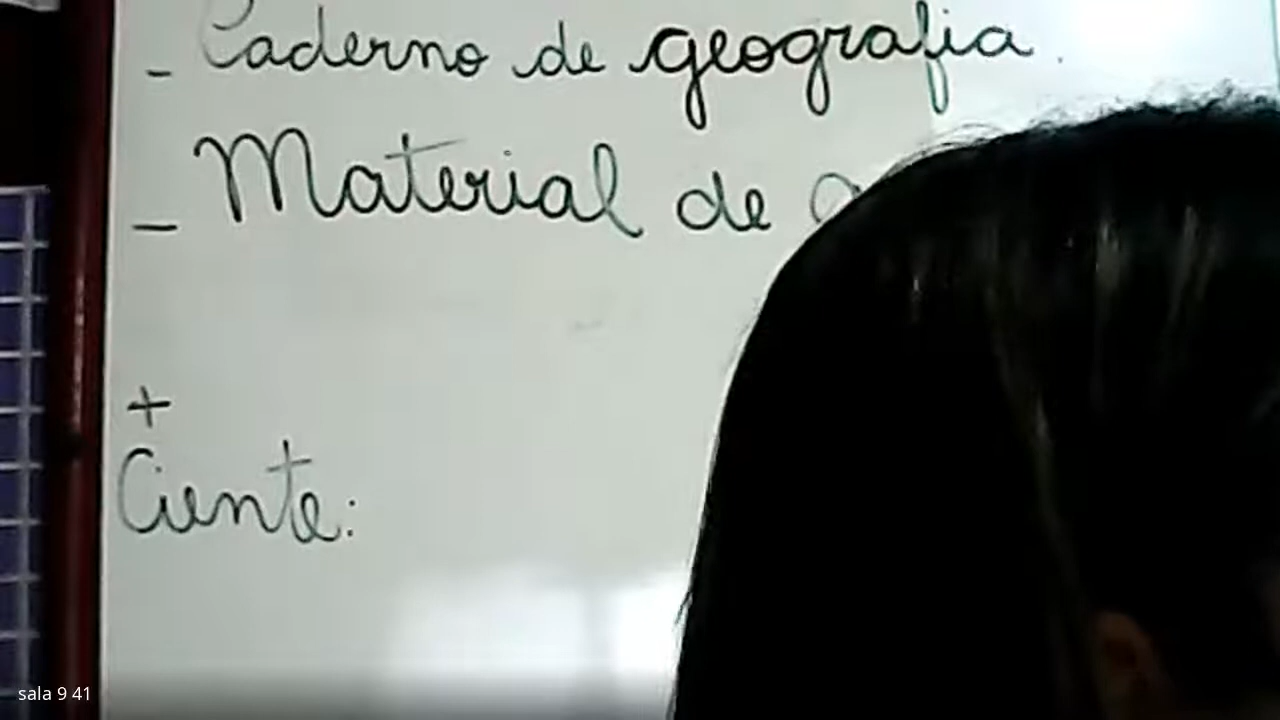 - Caderno de geografia.
- Material de
+
Ciente:
sala 9 41